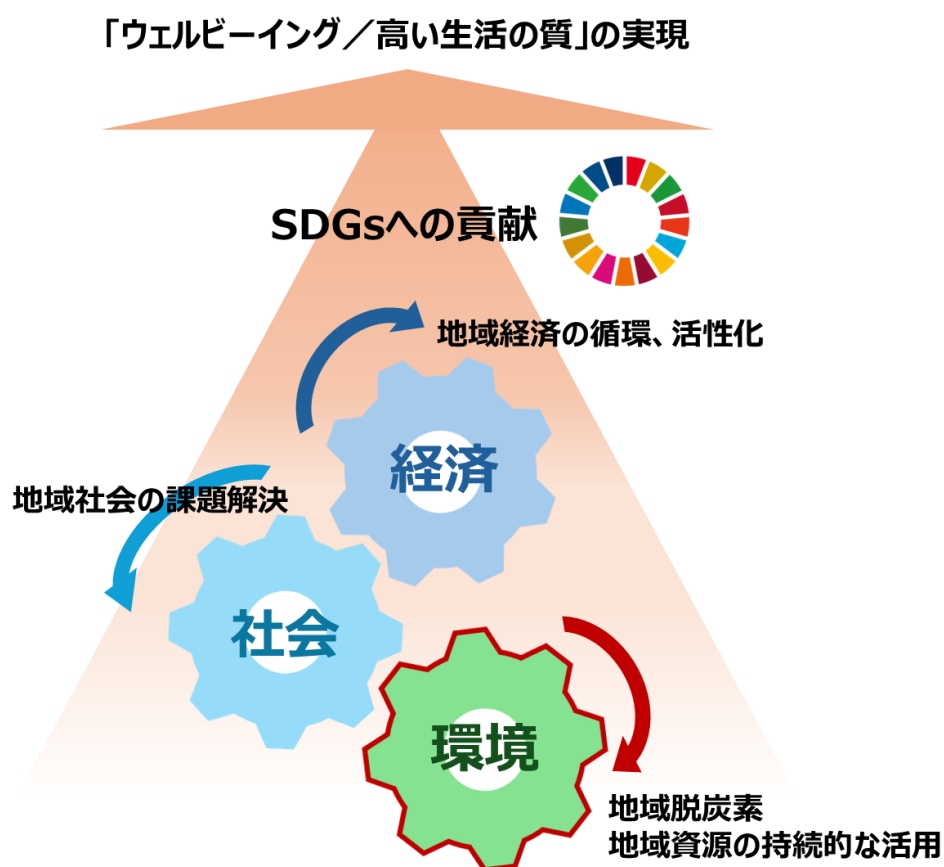 「ウェルビーイング／高い生活の質」の実現
SDGsへの貢献
地域経済の循環、活性化
経済
地域社会の課題解決
社会
環境
地域脱炭素
地域資源の持続的な活用